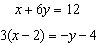 x + 6y = 12
3(x − 2) = −y − 4